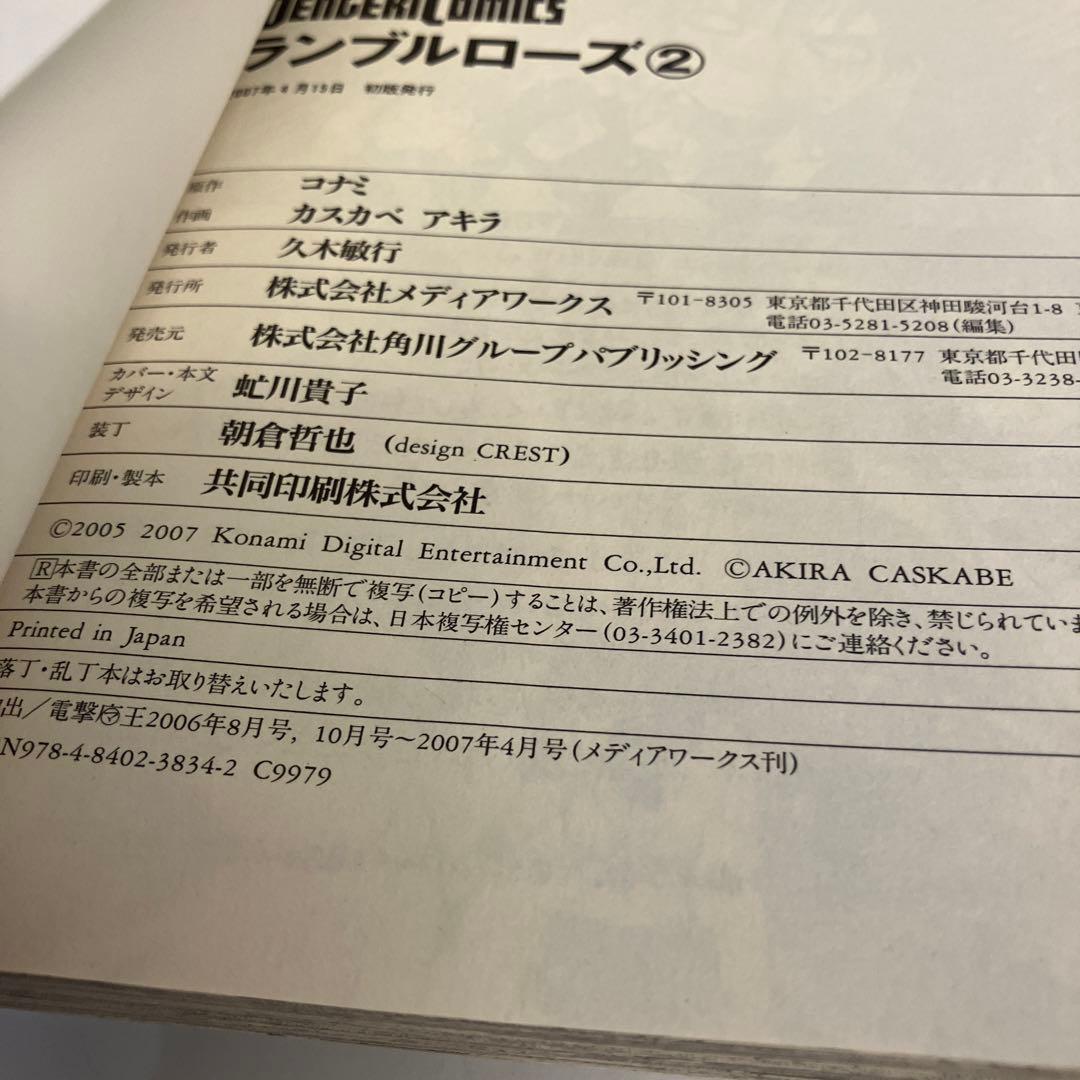 DENGEKI COMICS
ランブルローズ②
2007年4月15日 初版発行
原作 コナミ
作画 カスカベ アキラ
発行者 久木敏行
発行所 株式会社メディアワークス 〒101-8305 東京都千代田区神田駿河台1-8
電話03-5281-5208(編集)
発売元 株式会社角川グループパブリッシング 〒102-8177 東京都千代田
電話03-3238-
カバー・本文
デザイン 虻川貴子
装丁 朝倉哲也 (design CREST)
印刷・製本 共同印刷株式会社
©2005 2007 Konami Digital Entertainment Co.,Ltd. ©AKIRA CASKABE
Ⓡ本書の全部または一部を無断で複写(コピー)することは、著作権法上での例外を除き、禁じられていま
本書からの複写を希望される場合は、日本複写権センター(03-3401-2382)にご連絡ください。
Printed in Japan
落丁・乱丁本はお取り替えいたします。
出/電撃マ王2006年8月号, 10月号〜2007年4月号(メディアワークス刊)
N978-4-8402-3834-2 C9979